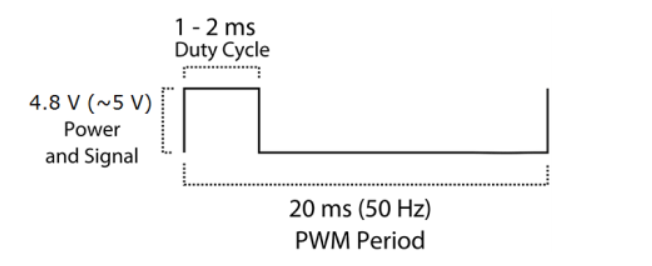 1 - 2 ms
Duty Cycle
4.8 V (~5 V)
Power
and Signal
20 ms (50 Hz)
PWM Period